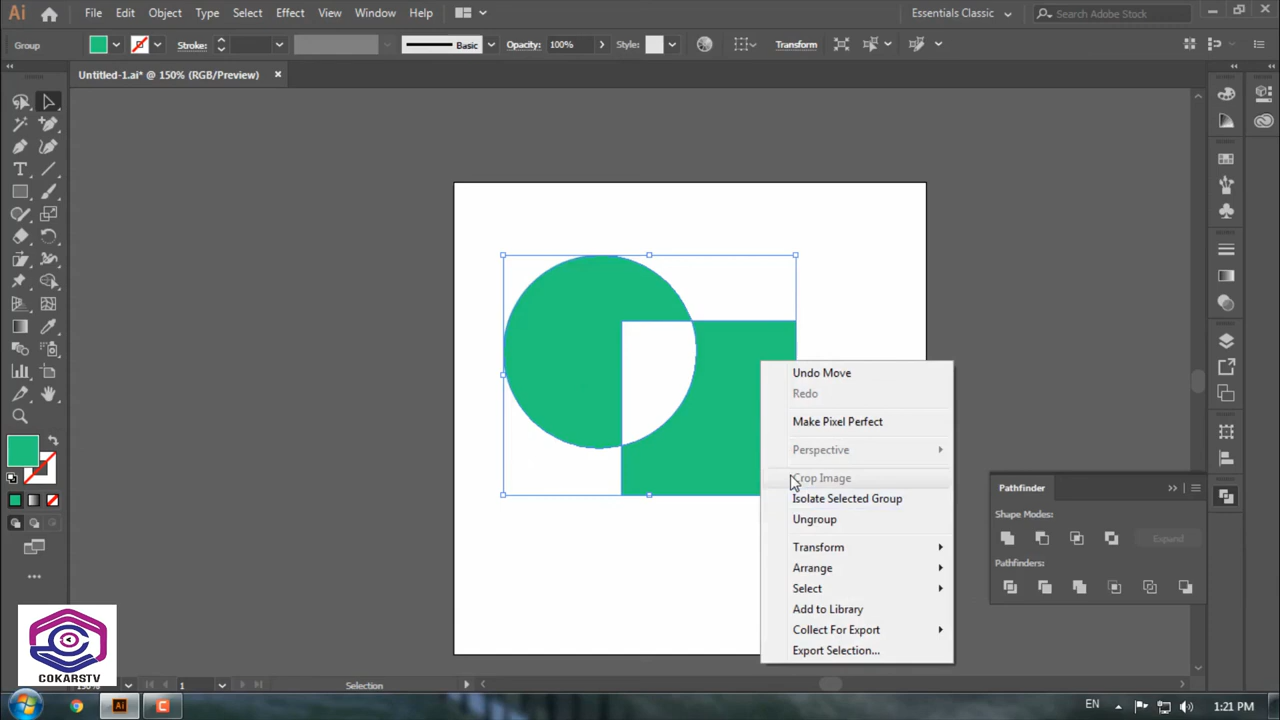 Ai File Edit Object Type Select Effect View Window Help Essentials Classic Search Adobe Stock
Group Stroke: Basic Opacity: 100% Style: Transform
Untitled-1.ai* @ 150% (RGB/Preview)
Undo Move
Redo
Make Pixel Perfect
Perspective
Crop Image
Isolate Selected Group
Ungroup
Transform
Arrange
Select
Add to Library
Collect For Export
Export Selection...
Pathfinder
Shape Modes:
Expand
Pathfinders:
COKARSTV
150% 1 Selection
Ai EN 1:21 PM